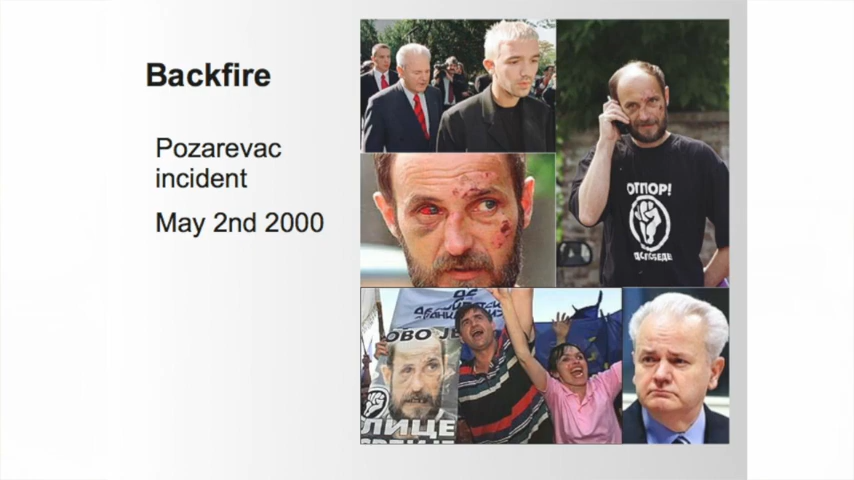 Backfire
Pozarevac
incident
May 2nd 2000
ОТПОР!
ОВО ЈЕ
ЛИЦЕ